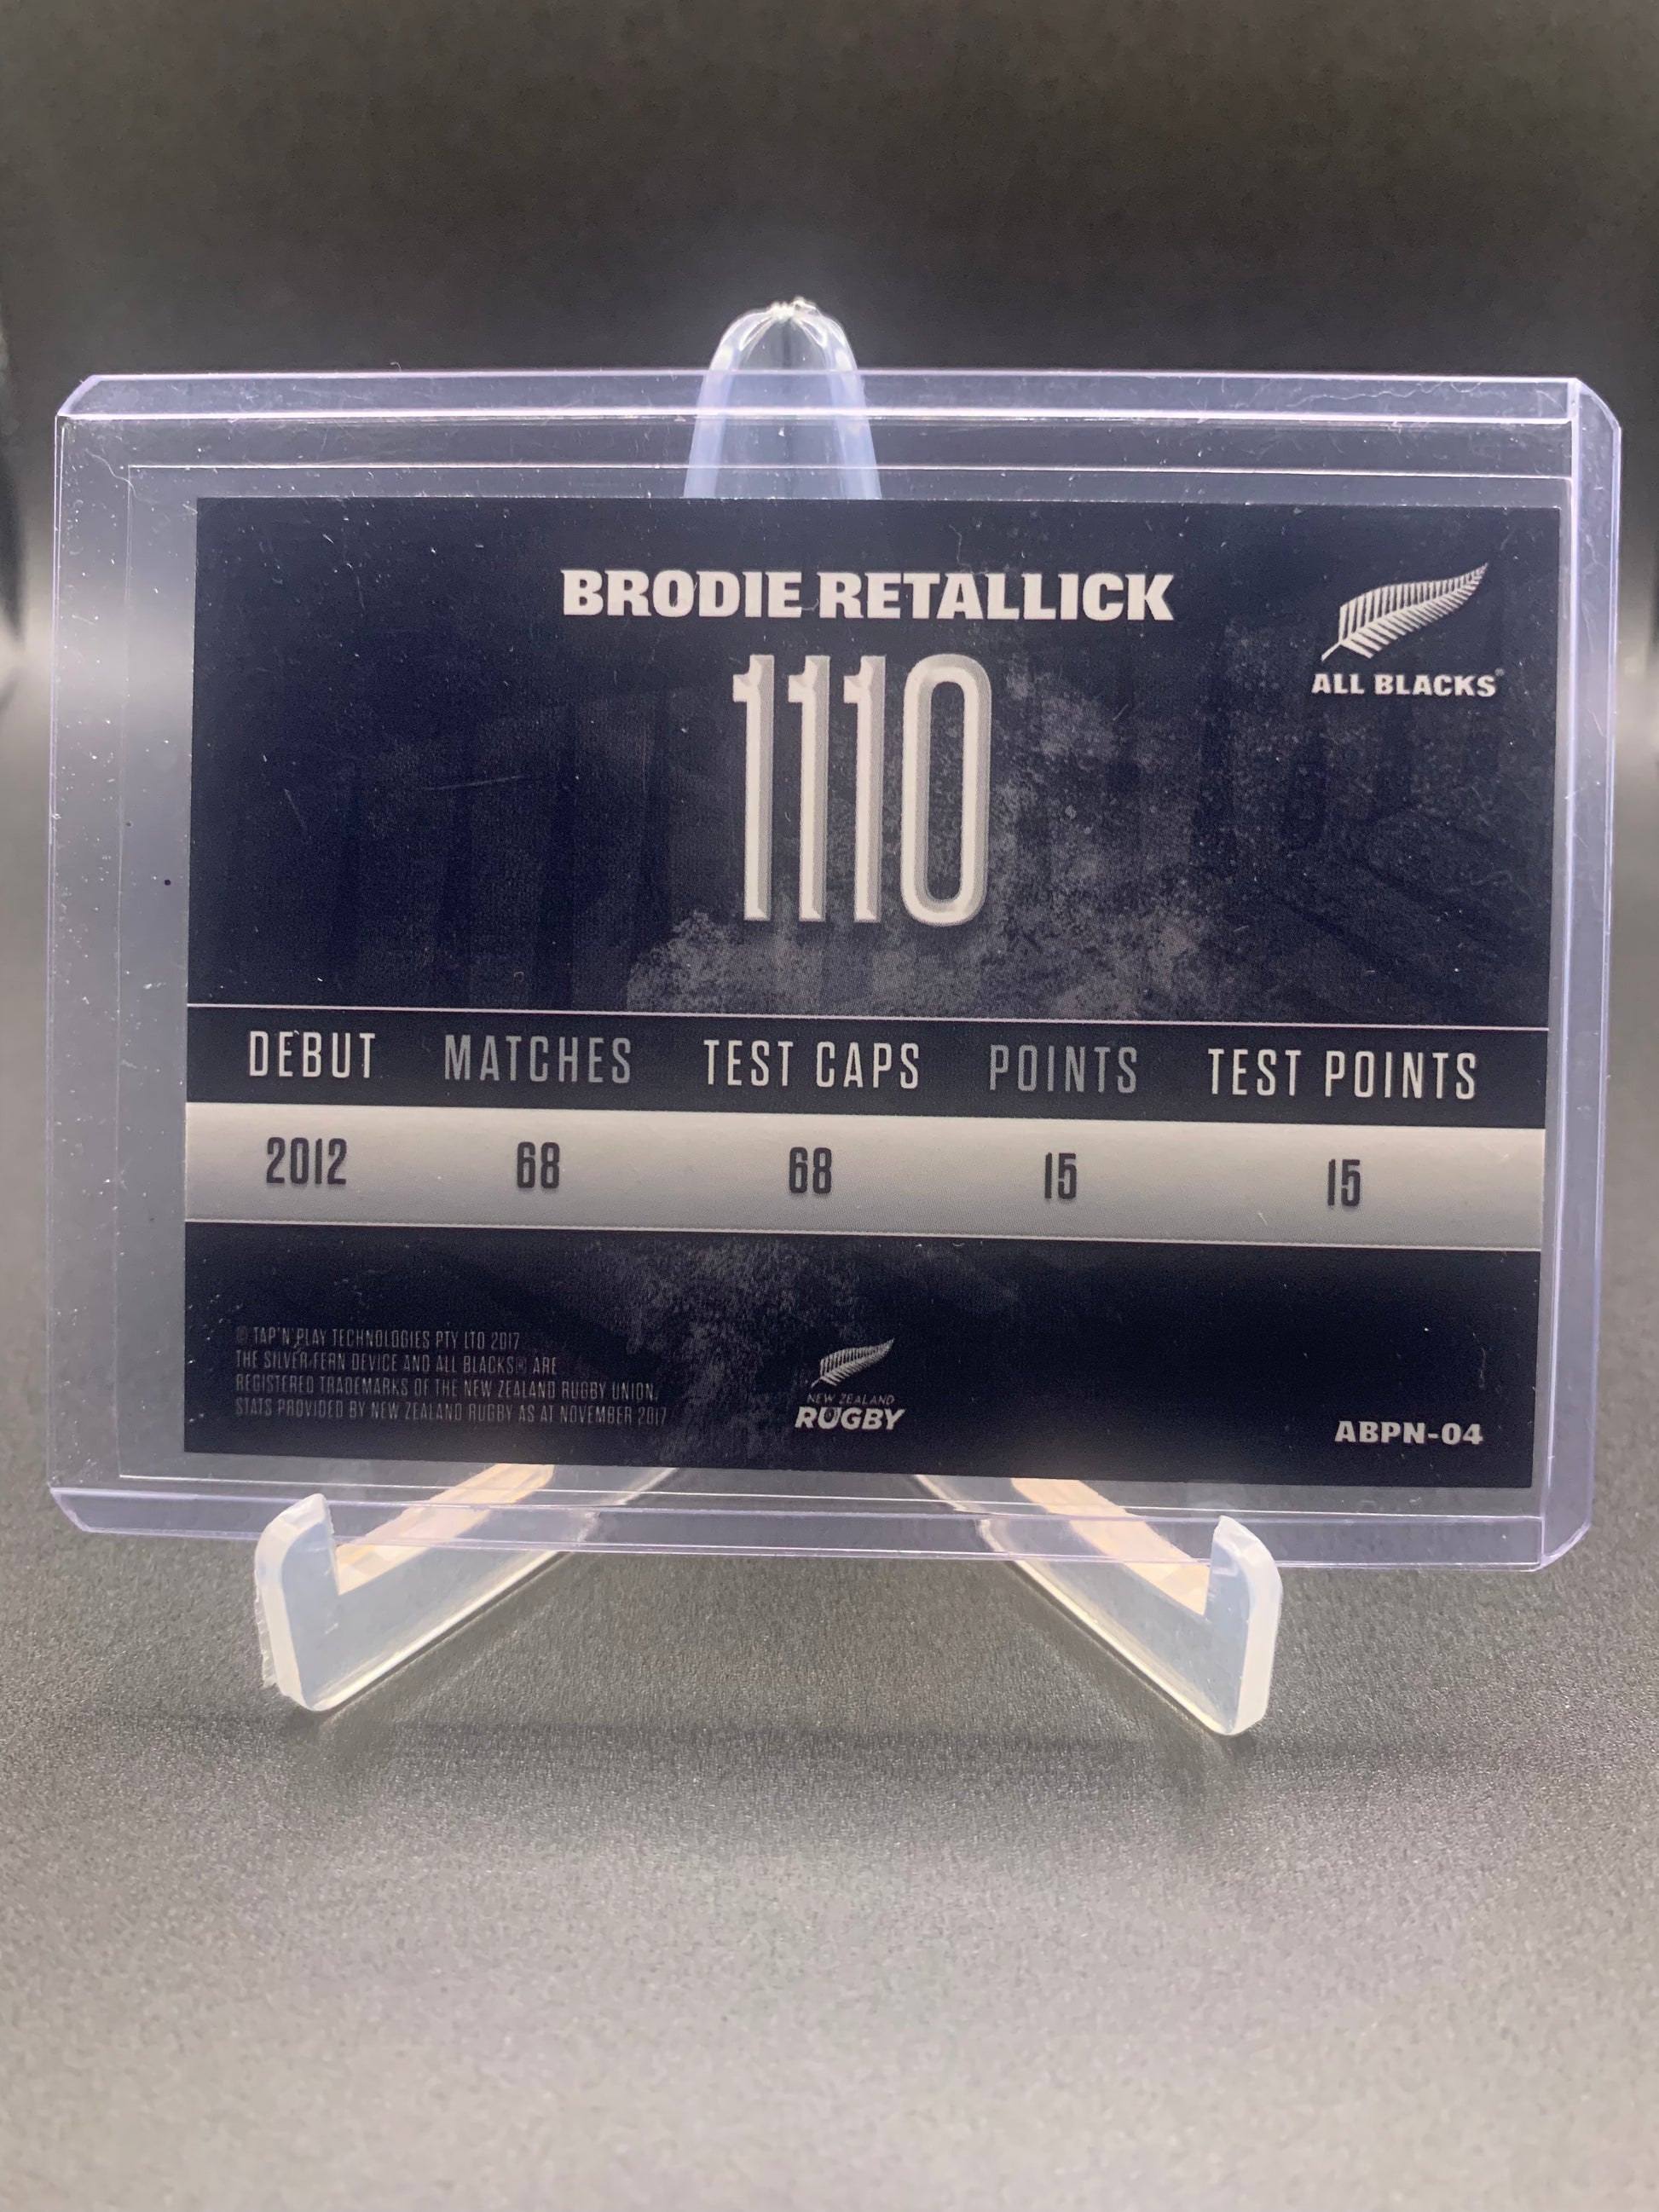 BRODIE RETALLICK
1110
ALL BLACKS®
DEBUT MATCHES TEST CAPS POINTS TEST POINTS
2012 68 68 15 15
© TAP'N'PLAY TECHNOLOGIES PTY LTD 2017
THE SILVER FERN DEVICE AND ALL BLACKS® ARE
REGISTERED TRADEMARKS OF THE NEW ZEALAND RUGBY UNION.
STATS PROVIDED BY NEW ZEALAND RUGBY AS AT NOVEMBER 2017
NEW ZEALAND
RUGBY
ABPN-04